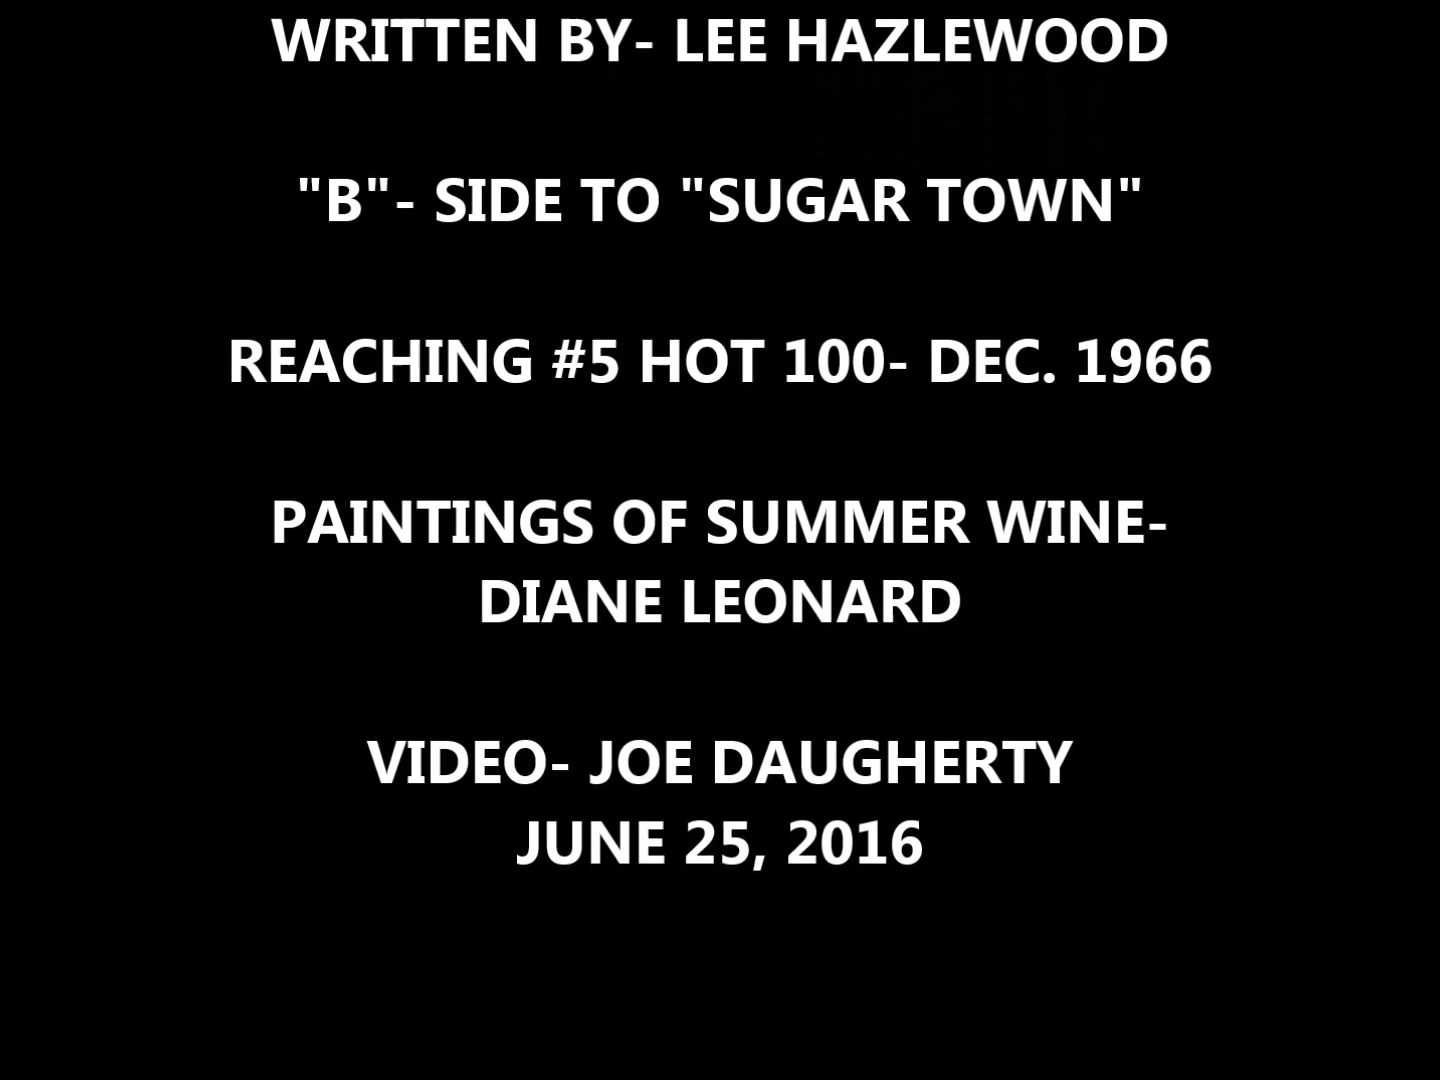 WRITTEN BY- LEE HAZLEWOOD
"B"- SIDE TO "SUGAR TOWN"
REACHING #5 HOT 100- DEC. 1966
PAINTINGS OF SUMMER WINE-
DIANE LEONARD
VIDEO- JOE DAUGHERTY
JUNE 25, 2016